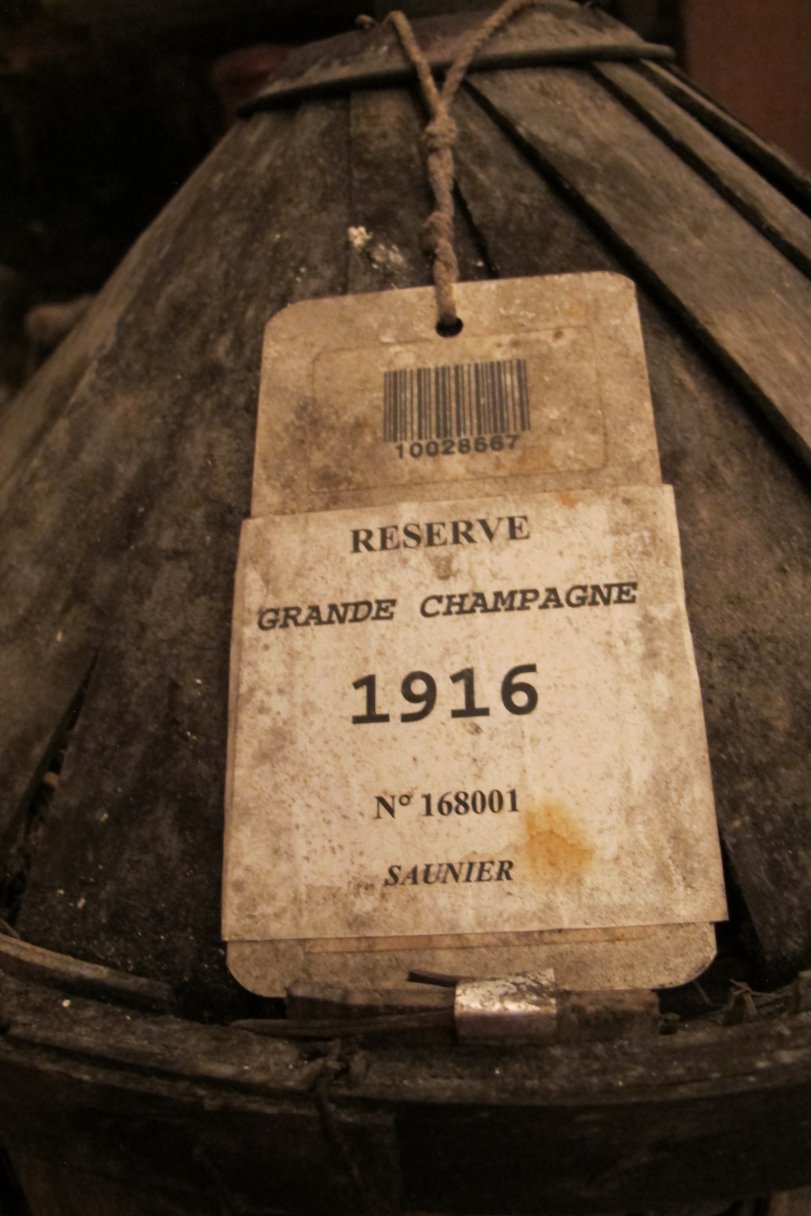 10028667
RESERVE
GRANDE CHAMPAGNE
1916
N° 168001
SAUNIER